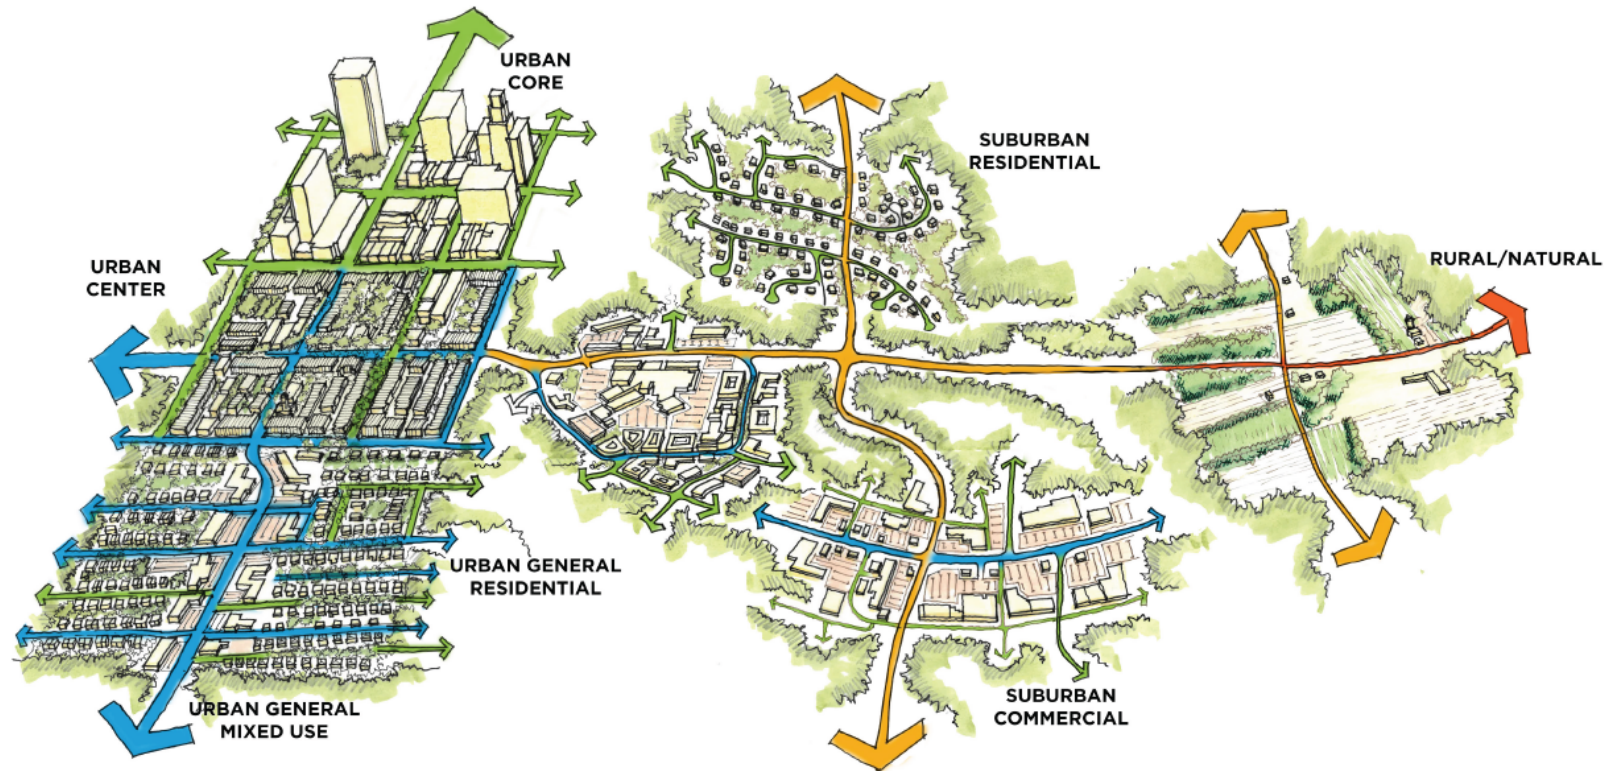 URBAN
CORE
SUBURBAN
RESIDENTIAL
URBAN
CENTER
RURAL/NATURAL
URBAN GENERAL
RESIDENTIAL
SUBURBAN
COMMERCIAL
URBAN GENERAL
MIXED USE